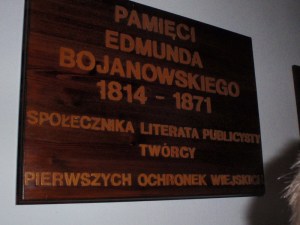 PAMIĘCI
EDMUNDA
BOJANOWSKIEGO
1814 - 1871
SPOŁECZNIKA LITERATA PUBLICYSTY
TWÓRCY
PIERWSZYCH OCHRONEK WIEJSKICH